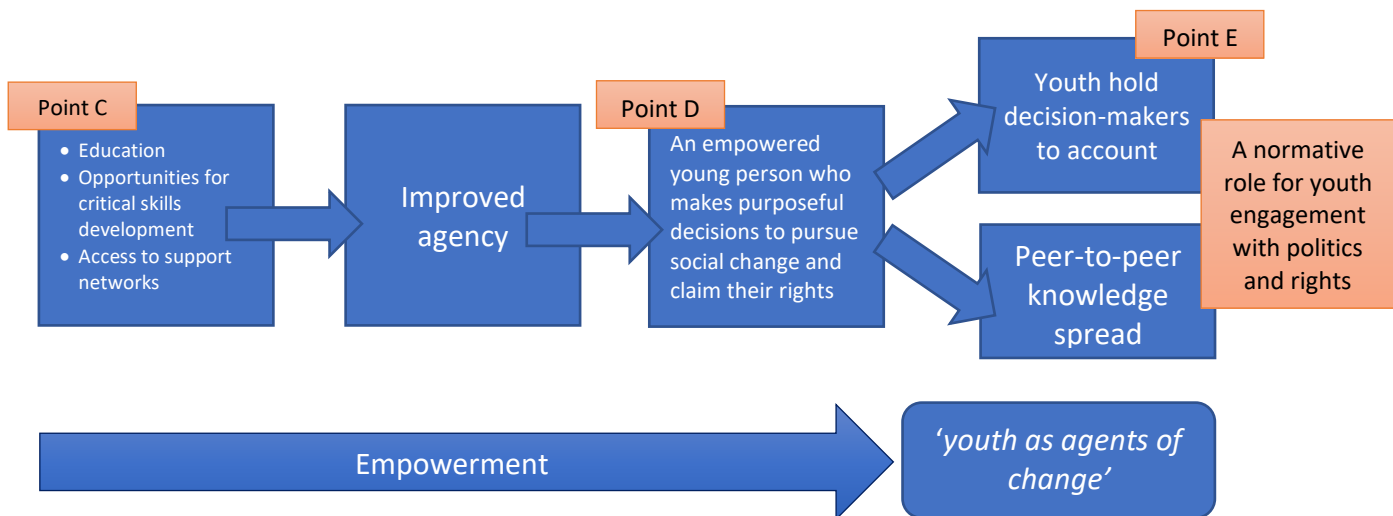 Point C
• Education
• Opportunities for
critical skills
development
• Access to support
networks
Improved
agency
Point D
An empowered
young person who
makes purposeful
decisions to pursue
social change and
claim their rights
Point E
Youth hold
decision-makers
to account
Peer-to-peer
knowledge
spread
A normative
role for youth
engagement
with politics
and rights
Empowerment
‘youth as agents of
change’